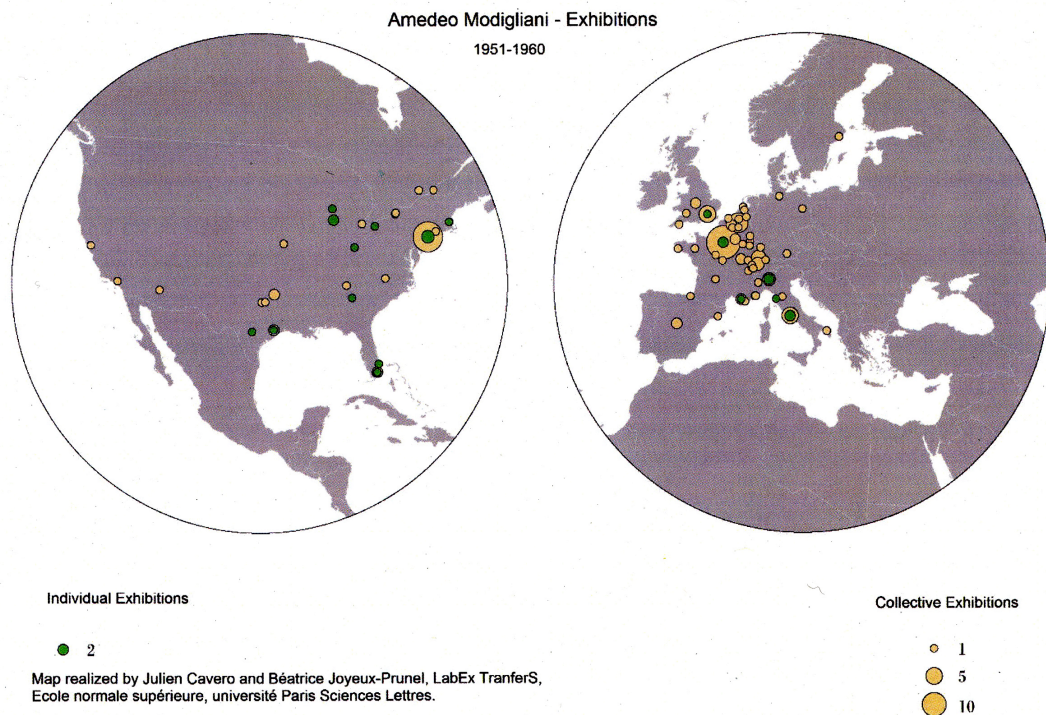 Amedeo Modigliani - Exhibitions
1951-1960
Individual Exhibitions
2
Map realized by Julien Cavero and Béatrice Joyeux-Prunel, LabEx TranferS,
Ecole normale supérieure, université Paris Sciences Lettres.
Collective Exhibitions
1
5
10